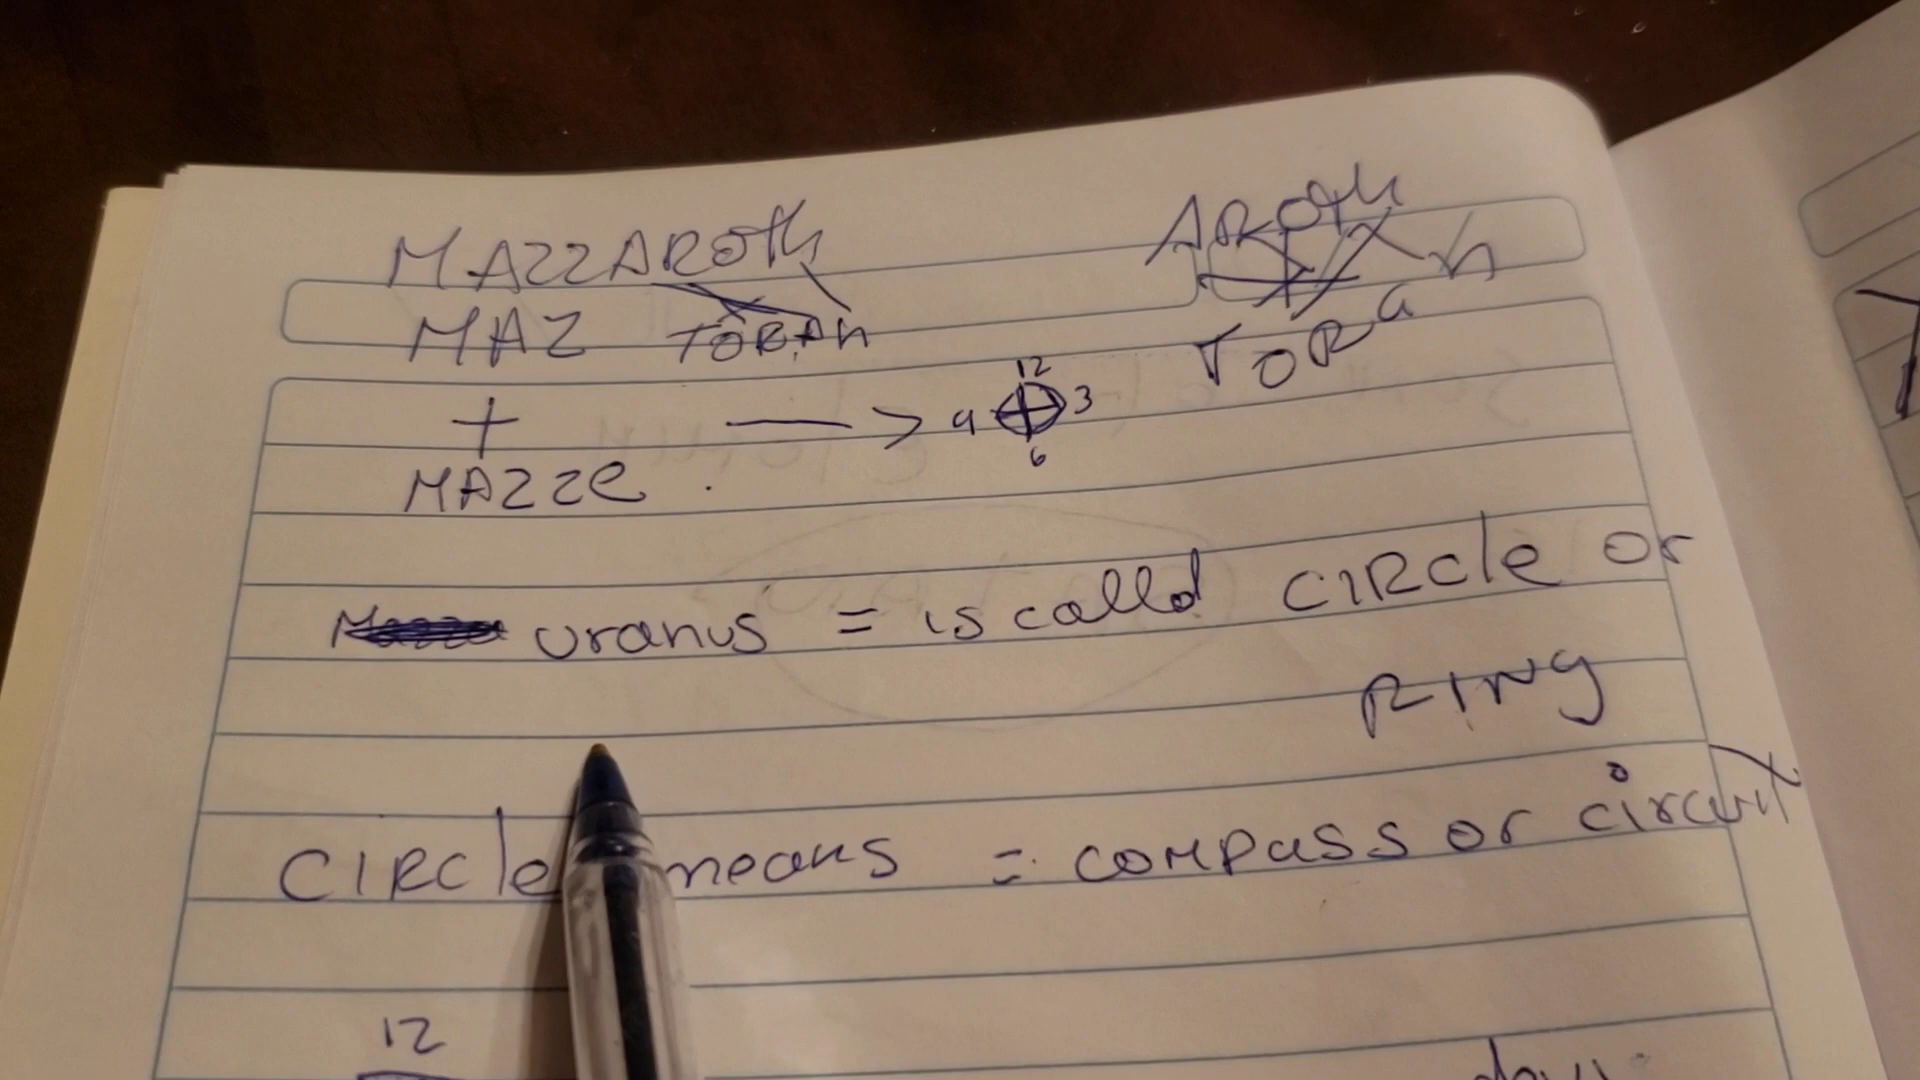 MAZZAROth
AROth
MAZ TORAh
h
TORa
+ —> 12 3 6 9
MAZZe .
uranus = is called CIRcle or
RINg
CIRcle means = compass or circuit
12